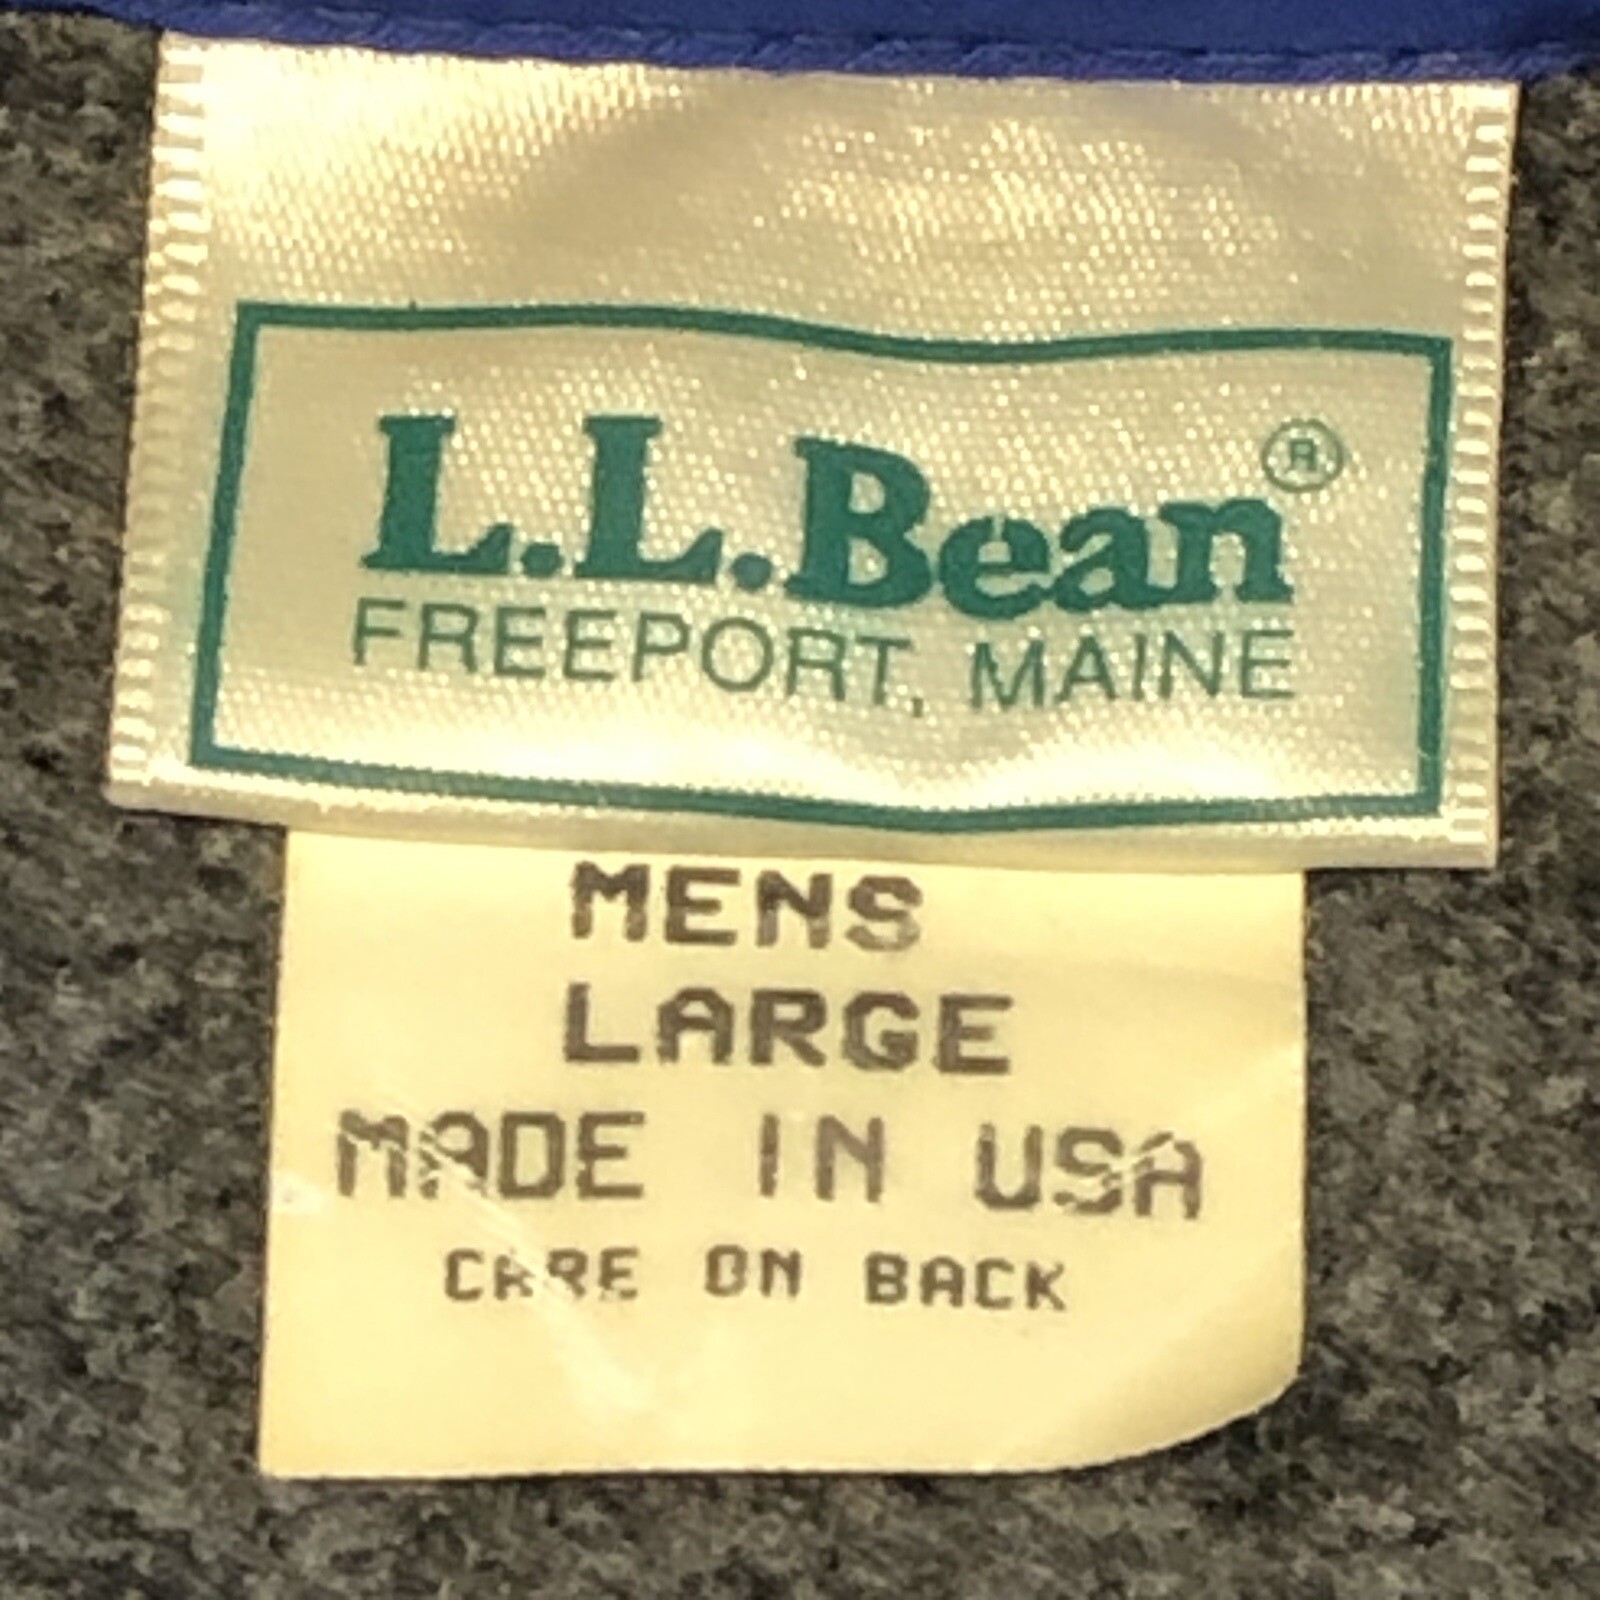 L.L.Bean®
FREEPORT, MAINE
MENS
LARGE
MADE IN USA
CARE ON BACK